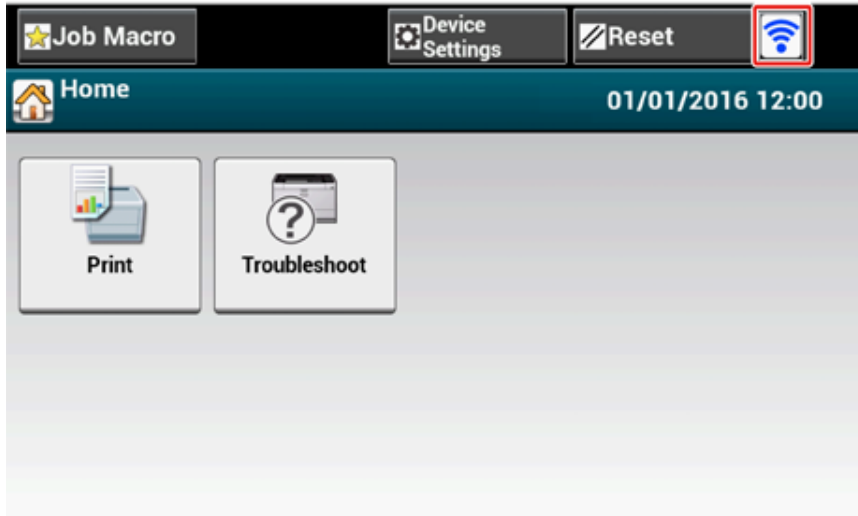 Job Macro
Device
Settings
Reset
Home
01/01/2016 12:00
Print
Troubleshoot